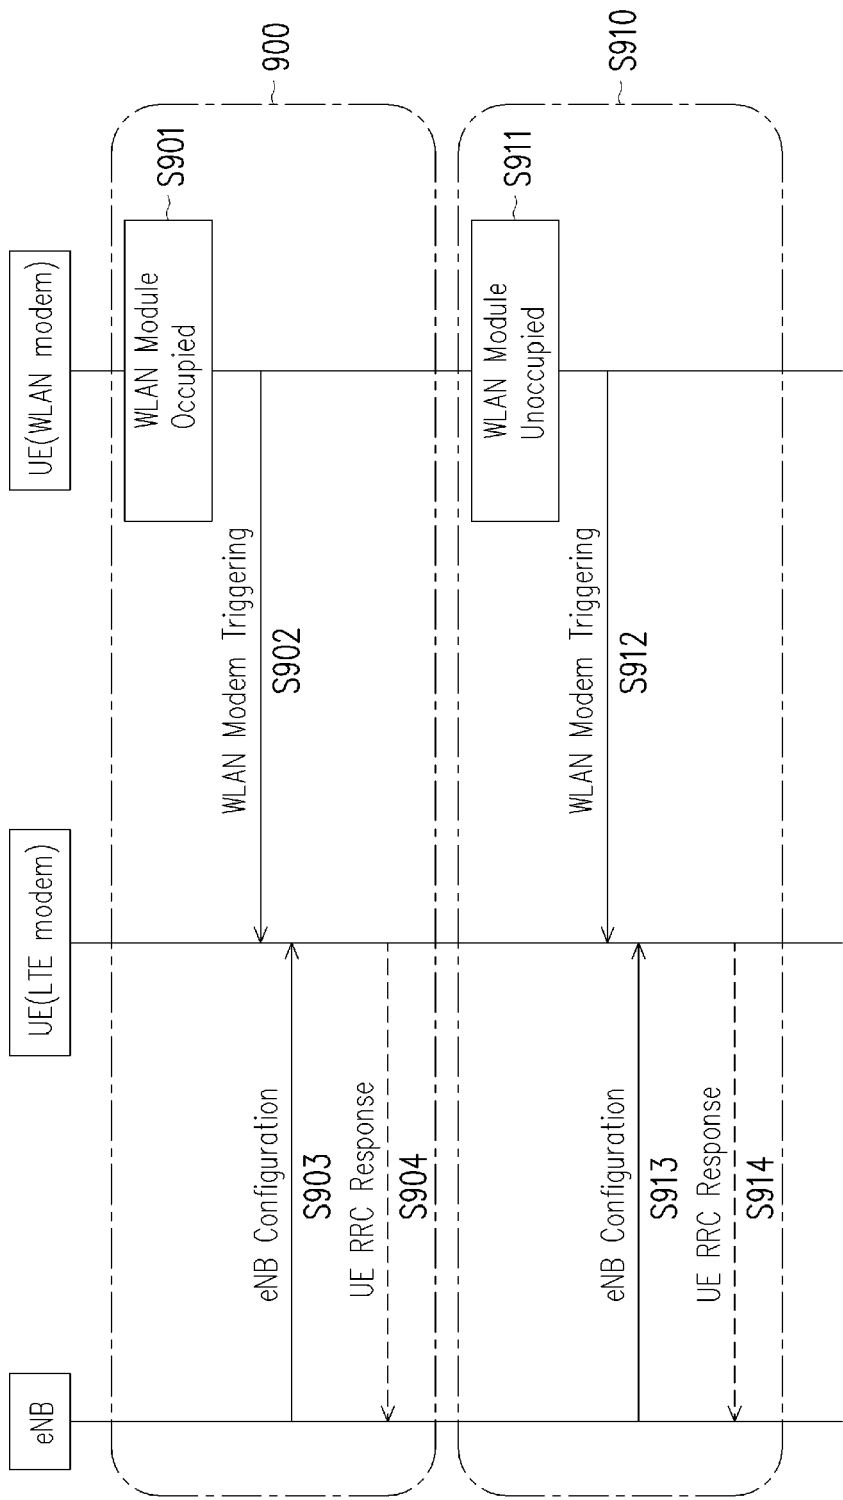 eNB
UE(LTE modem)
UE(WLAN modem)
900
WLAN Module
Occupied
S901
WLAN Modem Triggering
S902
eNB Configuration
S903
UE RRC Response
S904
S910
WLAN Module
Unoccupied
S911
WLAN Modem Triggering
S912
eNB Configuration
S913
UE RRC Response
S914